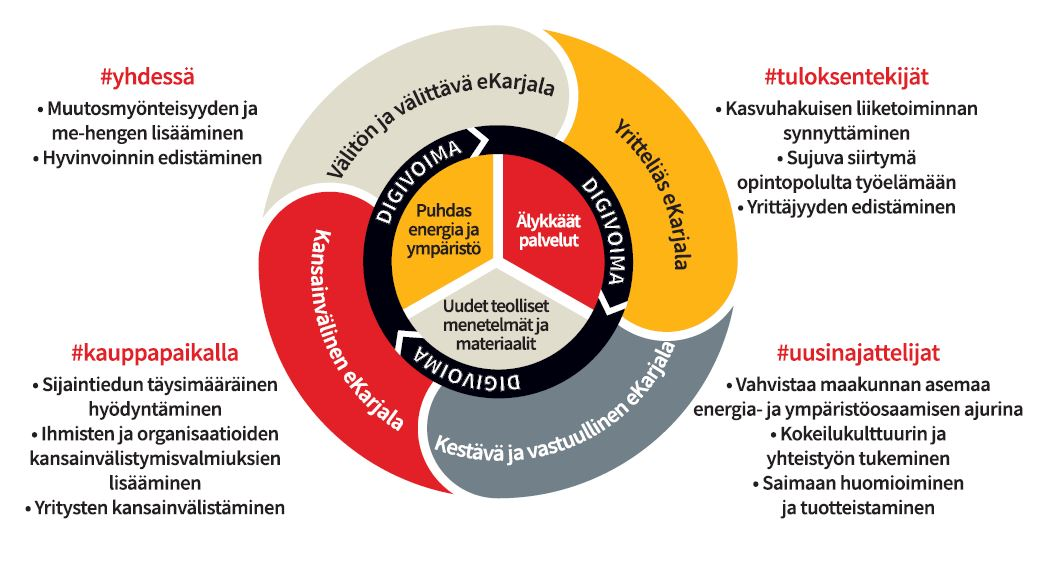 #yhdessä
• Muutosmyönteisyyden ja
me-hengen lisääminen
• Hyvinvoinnin edistäminen
#tuloksentekijät
• Kasvuhakuisen liiketoiminnan
synnyttäminen
• Sujuva siirtymä
opintopolulta työelämään
• Yrittäjyyden edistäminen
Välitön ja välittävä eKarjala
Yritteliäs eKarjala
Kansainvälinen eKarjala
Kestävä ja vastuullinen eKarjala
DIGIVOIMA
DIGIVOIMA
DIGIVOIMA
Puhdas
energia ja
ympäristö
Älykkäät
palvelut
Uudet teolliset
menetelmät ja
materiaalit
#kauppapaikalla
• Sijaintiedun täysimääräinen
hyödyntäminen
• Ihmisten ja organisaatioiden
kansainvälistymisvalmiuksien
lisääminen
• Yritysten kansainvälistäminen
#uusinajattelijat
• Vahvistaa maakunnan asemaa
energia- ja ympäristöosaamisen ajurina
• Kokeilukulttuurin ja
yhteistyön tukeminen
• Saimaan huomioiminen
ja tuotteistaminen